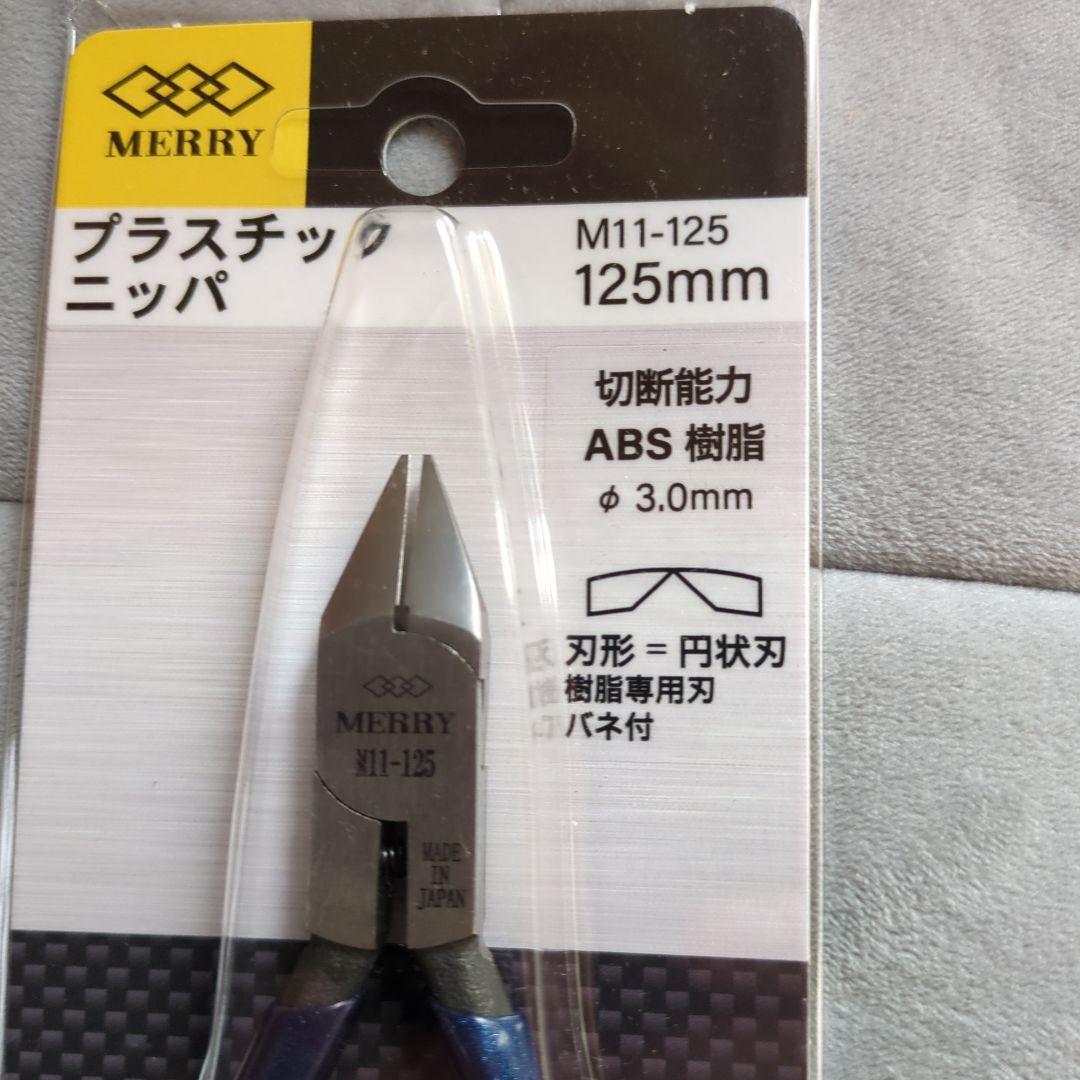 MERRY
プラスチック
ニッパ
M11-125
125mm
切断能力
ABS 樹脂
φ 3.0mm
刃形 = 円状刃
樹脂専用刃
バネ付
MERRY
M11-125
MADE
IN
JAPAN